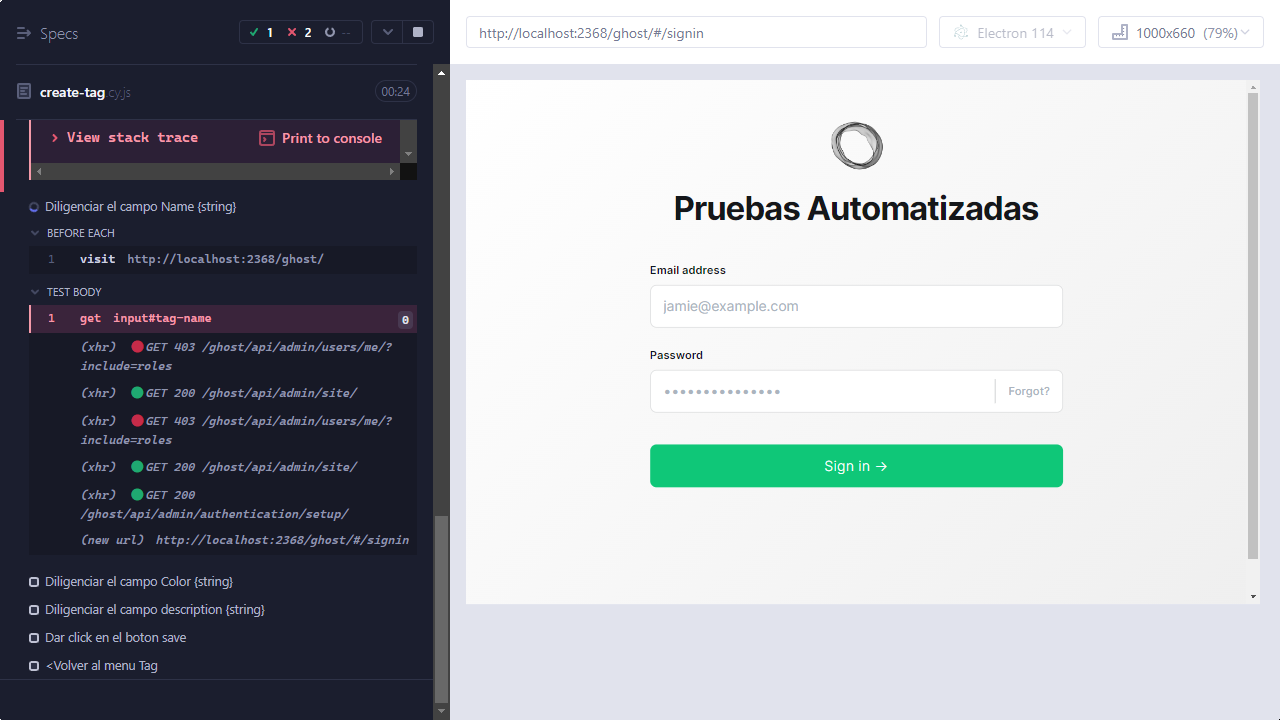 Specs
1
2
--
create-tag.cy.js
00:24
View stack trace
Print to console
Diligenciar el campo Name {string}
BEFORE EACH
1 visit http://localhost:2368/ghost/
TEST BODY
1 get input#tag-name 0
(xhr) GET 403 /ghost/api/admin/users/me/?
include=roles
(xhr) GET 200 /ghost/api/admin/site/
(xhr) GET 403 /ghost/api/admin/users/me/?
include=roles
(xhr) GET 200 /ghost/api/admin/site/
(xhr) GET 200
/ghost/api/admin/authentication/setup/
(new url) http://localhost:2368/ghost/#/signin
Diligenciar el campo Color {string}
Diligenciar el campo description {string}
Dar click en el boton save
<Volver al menu Tag
http://localhost:2368/ghost/#/signin
Electron 114
1000x660 (79%)
Pruebas Automatizadas
Email address
jamie@example.com
Password
•••••••••••••••
Forgot?
Sign in →